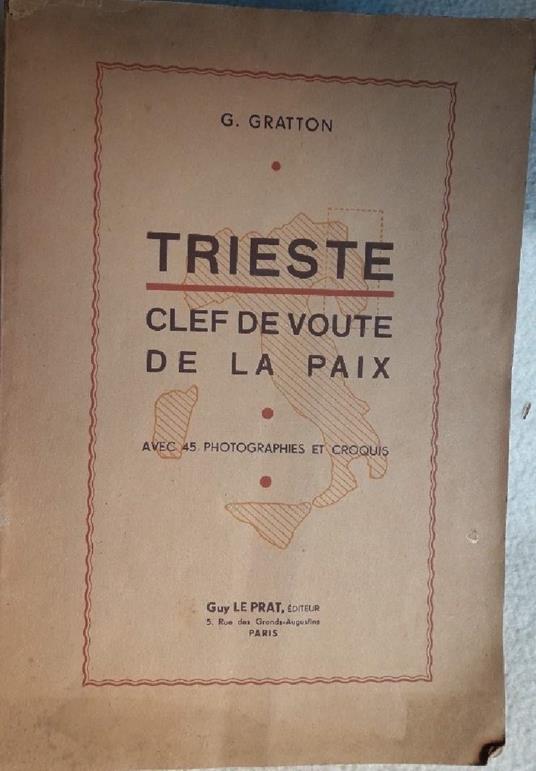 G. GRATTON
TRIESTE
CLEF DE VOUTE
DE LA PAIX
AVEC 45 PHOTOGRAPHIES ET CROQUIS
Guy LE PRAT, ÉDITEUR
5, Rue des Grands-Augustins
PARIS